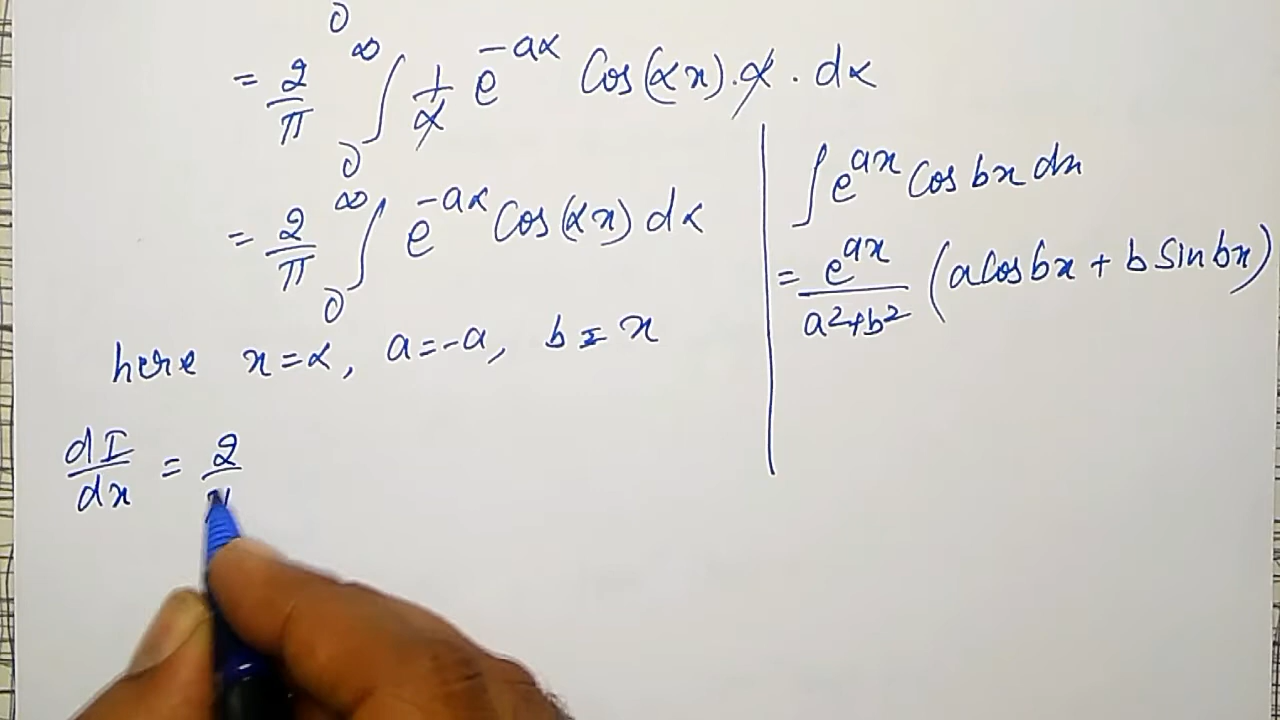 0
= 2/π ∫₀^∞ 1/α e^{-aα} Cos(αx) . α . dα
= 2/π ∫₀^∞ e^{-aα} Cos(αx) dα
here x = α, a = -a, b = x
dI/dx = 2/π
∫ e^{ax} Cos bx dx
= e^{ax}/(a²+b²) (a Cos bx + b Sin bx)